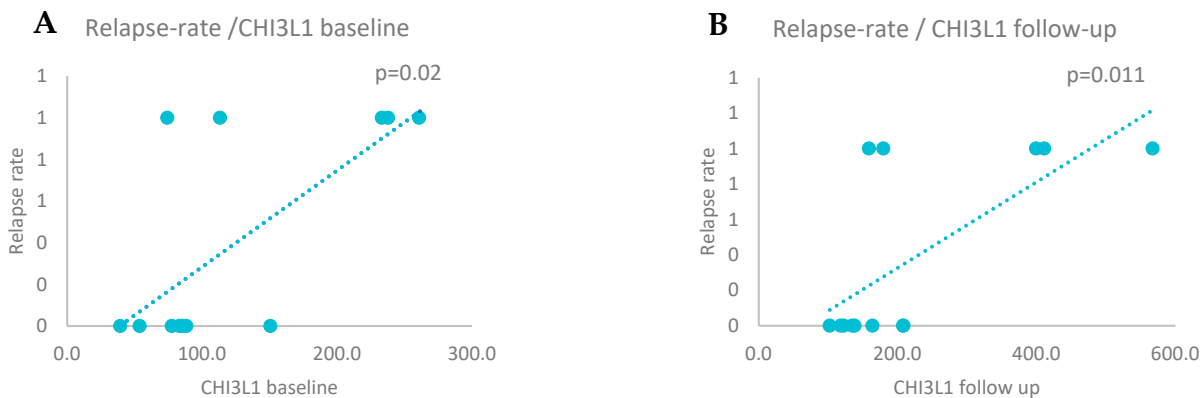 A Relapse-rate /CHI3L1 baseline
p=0.02
1
1
1
1
0
0
0
Relapse rate
0.0 100.0 200.0 300.0
CHI3L1 baseline
B Relapse-rate / CHI3L1 follow-up
p=0.011
1
1
1
1
1
0
0
0
Relapse rate
0.0 200.0 400.0 600.0
CHI3L1 follow up